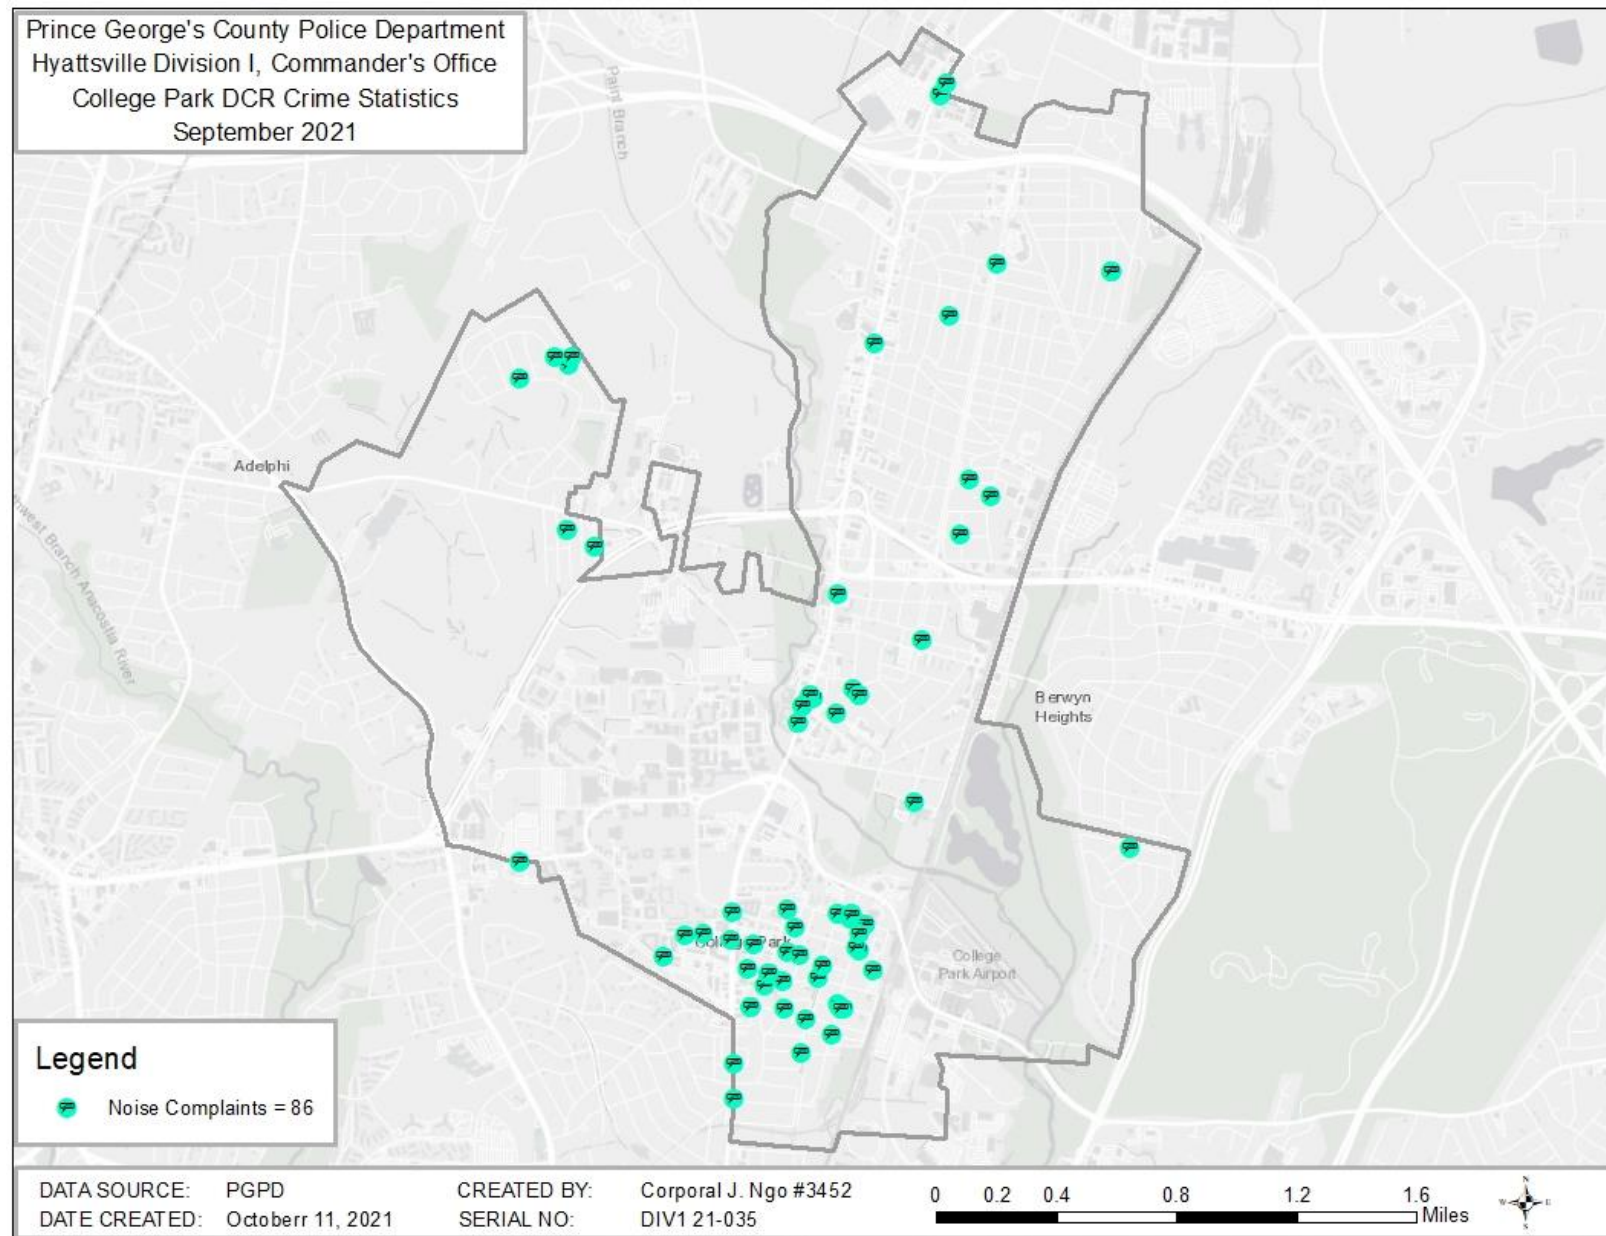 Prince George's County Police Department
Hyattsville Division I, Commander's Office
College Park DCR Crime Statistics
September 2021
Paint Branch
Adelphi
Branch Anacostia River
Berwyn
Heights
College Park
College
Park Airport
Legend
Noise Complaints = 86
DATA SOURCE: PGPD
DATE CREATED: Octoberr 11, 2021
CREATED BY: Corporal J. Ngo #3452
SERIAL NO: DIV1 21-035
0 0.2 0.4 0.8 1.2 1.6
Miles
N
W E
S